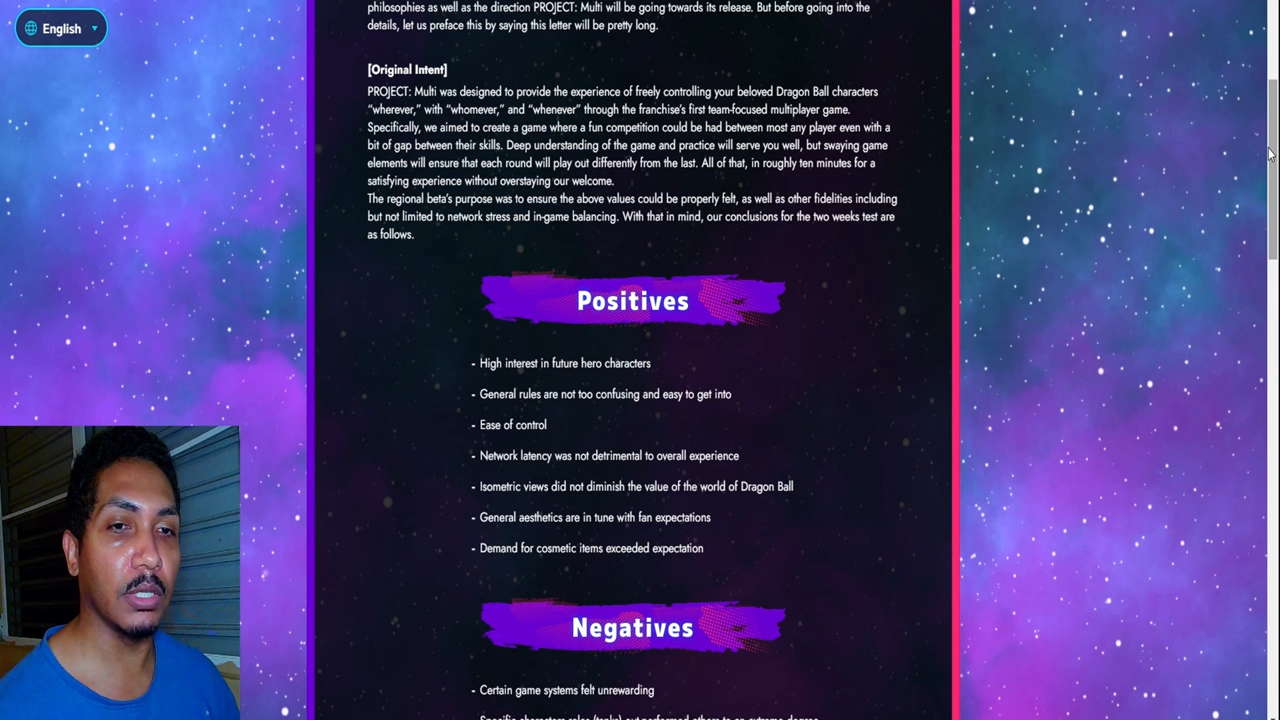 English
philosophies as well as the direction PROJECT: Multi will be going towards its release. But before going into the
details, let us preface this by saying this letter will be pretty long.
[Original Intent]
PROJECT: Multi was designed to provide the experience of freely controlling your beloved Dragon Ball characters
“wherever,” with “whomever,” and “whenever” through the franchise’s first team-focused multiplayer game.
Specifically, we aimed to create a game where a fun competition could be had between most any player even with a
bit of gap between their skills. Deep understanding of the game and practice will serve you well, but swaying game
elements will ensure that each round will play out differently from the last. All of that, in roughly ten minutes for a
satisfying experience without overstaying our welcome.
The regional beta’s purpose was to ensure the above values could be properly felt, as well as other fidelities including
but not limited to network stress and in-game balancing. With that in mind, our conclusions for the two weeks test are
as follows.
Positives
- High interest in future hero characters
- General rules are not too confusing and easy to get into
- Ease of control
- Network latency was not detrimental to overall experience
- Isometric views did not diminish the value of the world of Dragon Ball
- General aesthetics are in tune with fan expectations
- Demand for cosmetic items exceeded expectation
Negatives
- Certain game systems felt unrewarding
- Specific characters roles (tanks) out-performed others to an extreme degree